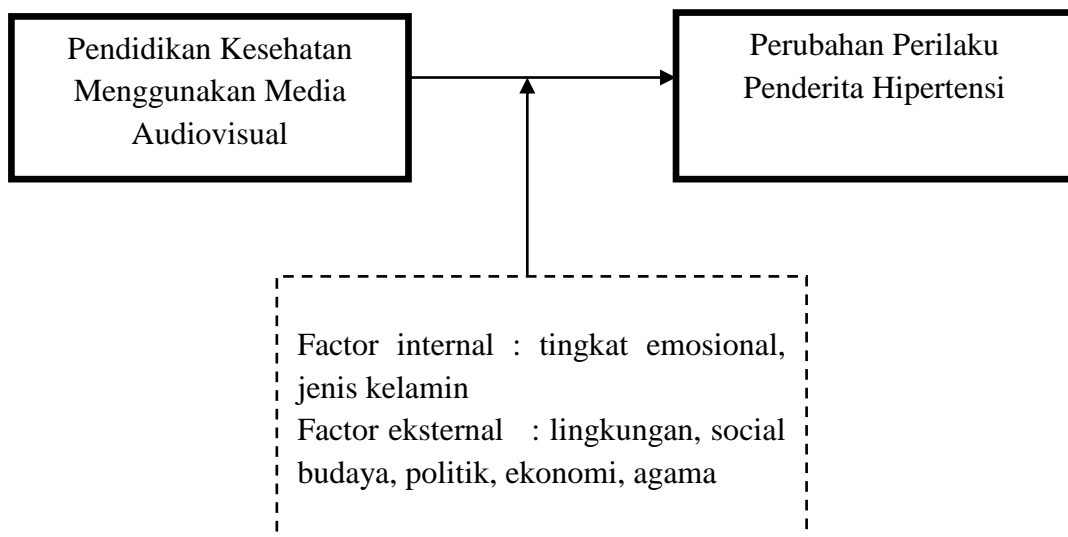 Pendidikan Kesehatan
Menggunakan Media
Audiovisual
Perubahan Perilaku
Penderita Hipertensi
Factor internal : tingkat emosional,
jenis kelamin
Factor eksternal : lingkungan, social
budaya, politik, ekonomi, agama